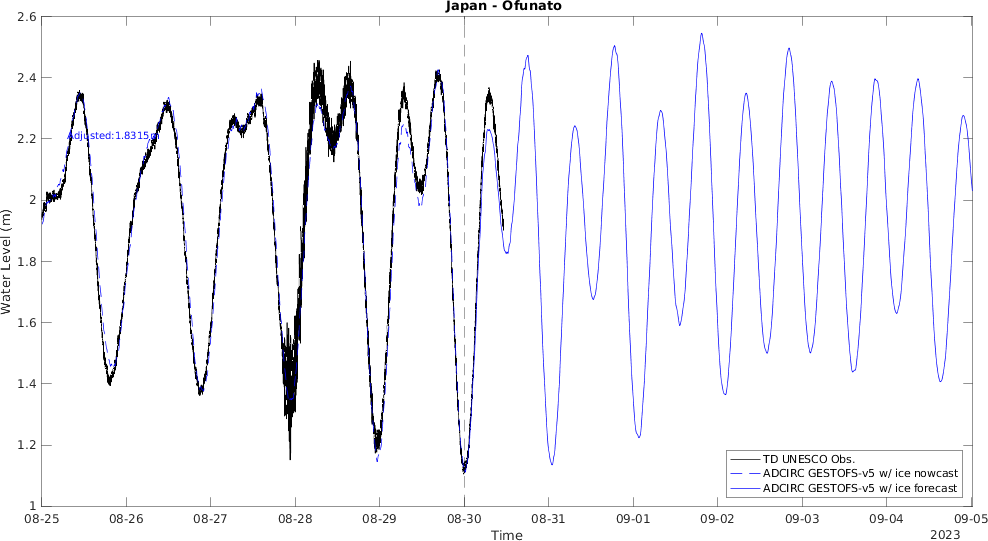 Japan - Ofunato
2.6
2.4
2.2
2
1.8
1.6
1.4
1.2
1
Water Level (m)
Adjusted:1.8315m
TD UNESCO Obs.
ADCIRC GESTOFS-v5 w/ ice nowcast
ADCIRC GESTOFS-v5 w/ ice forecast
08-25 08-26 08-27 08-28 08-29 08-30 08-31 09-01 09-02 09-03 09-04 09-05
Time
2023